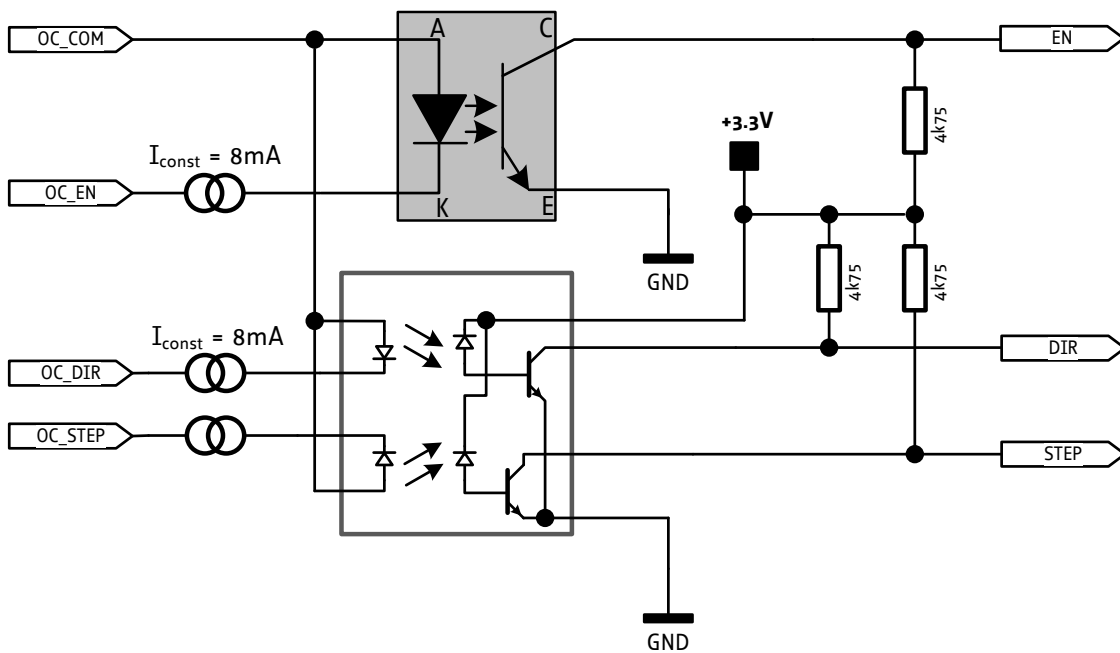 OC_COM
A
C
EN
+3.3V
4k75
I_const = 8mA
OC_EN
K
E
GND
4k75
4k75
I_const = 8mA
OC_DIR
DIR
OC_STEP
STEP
GND